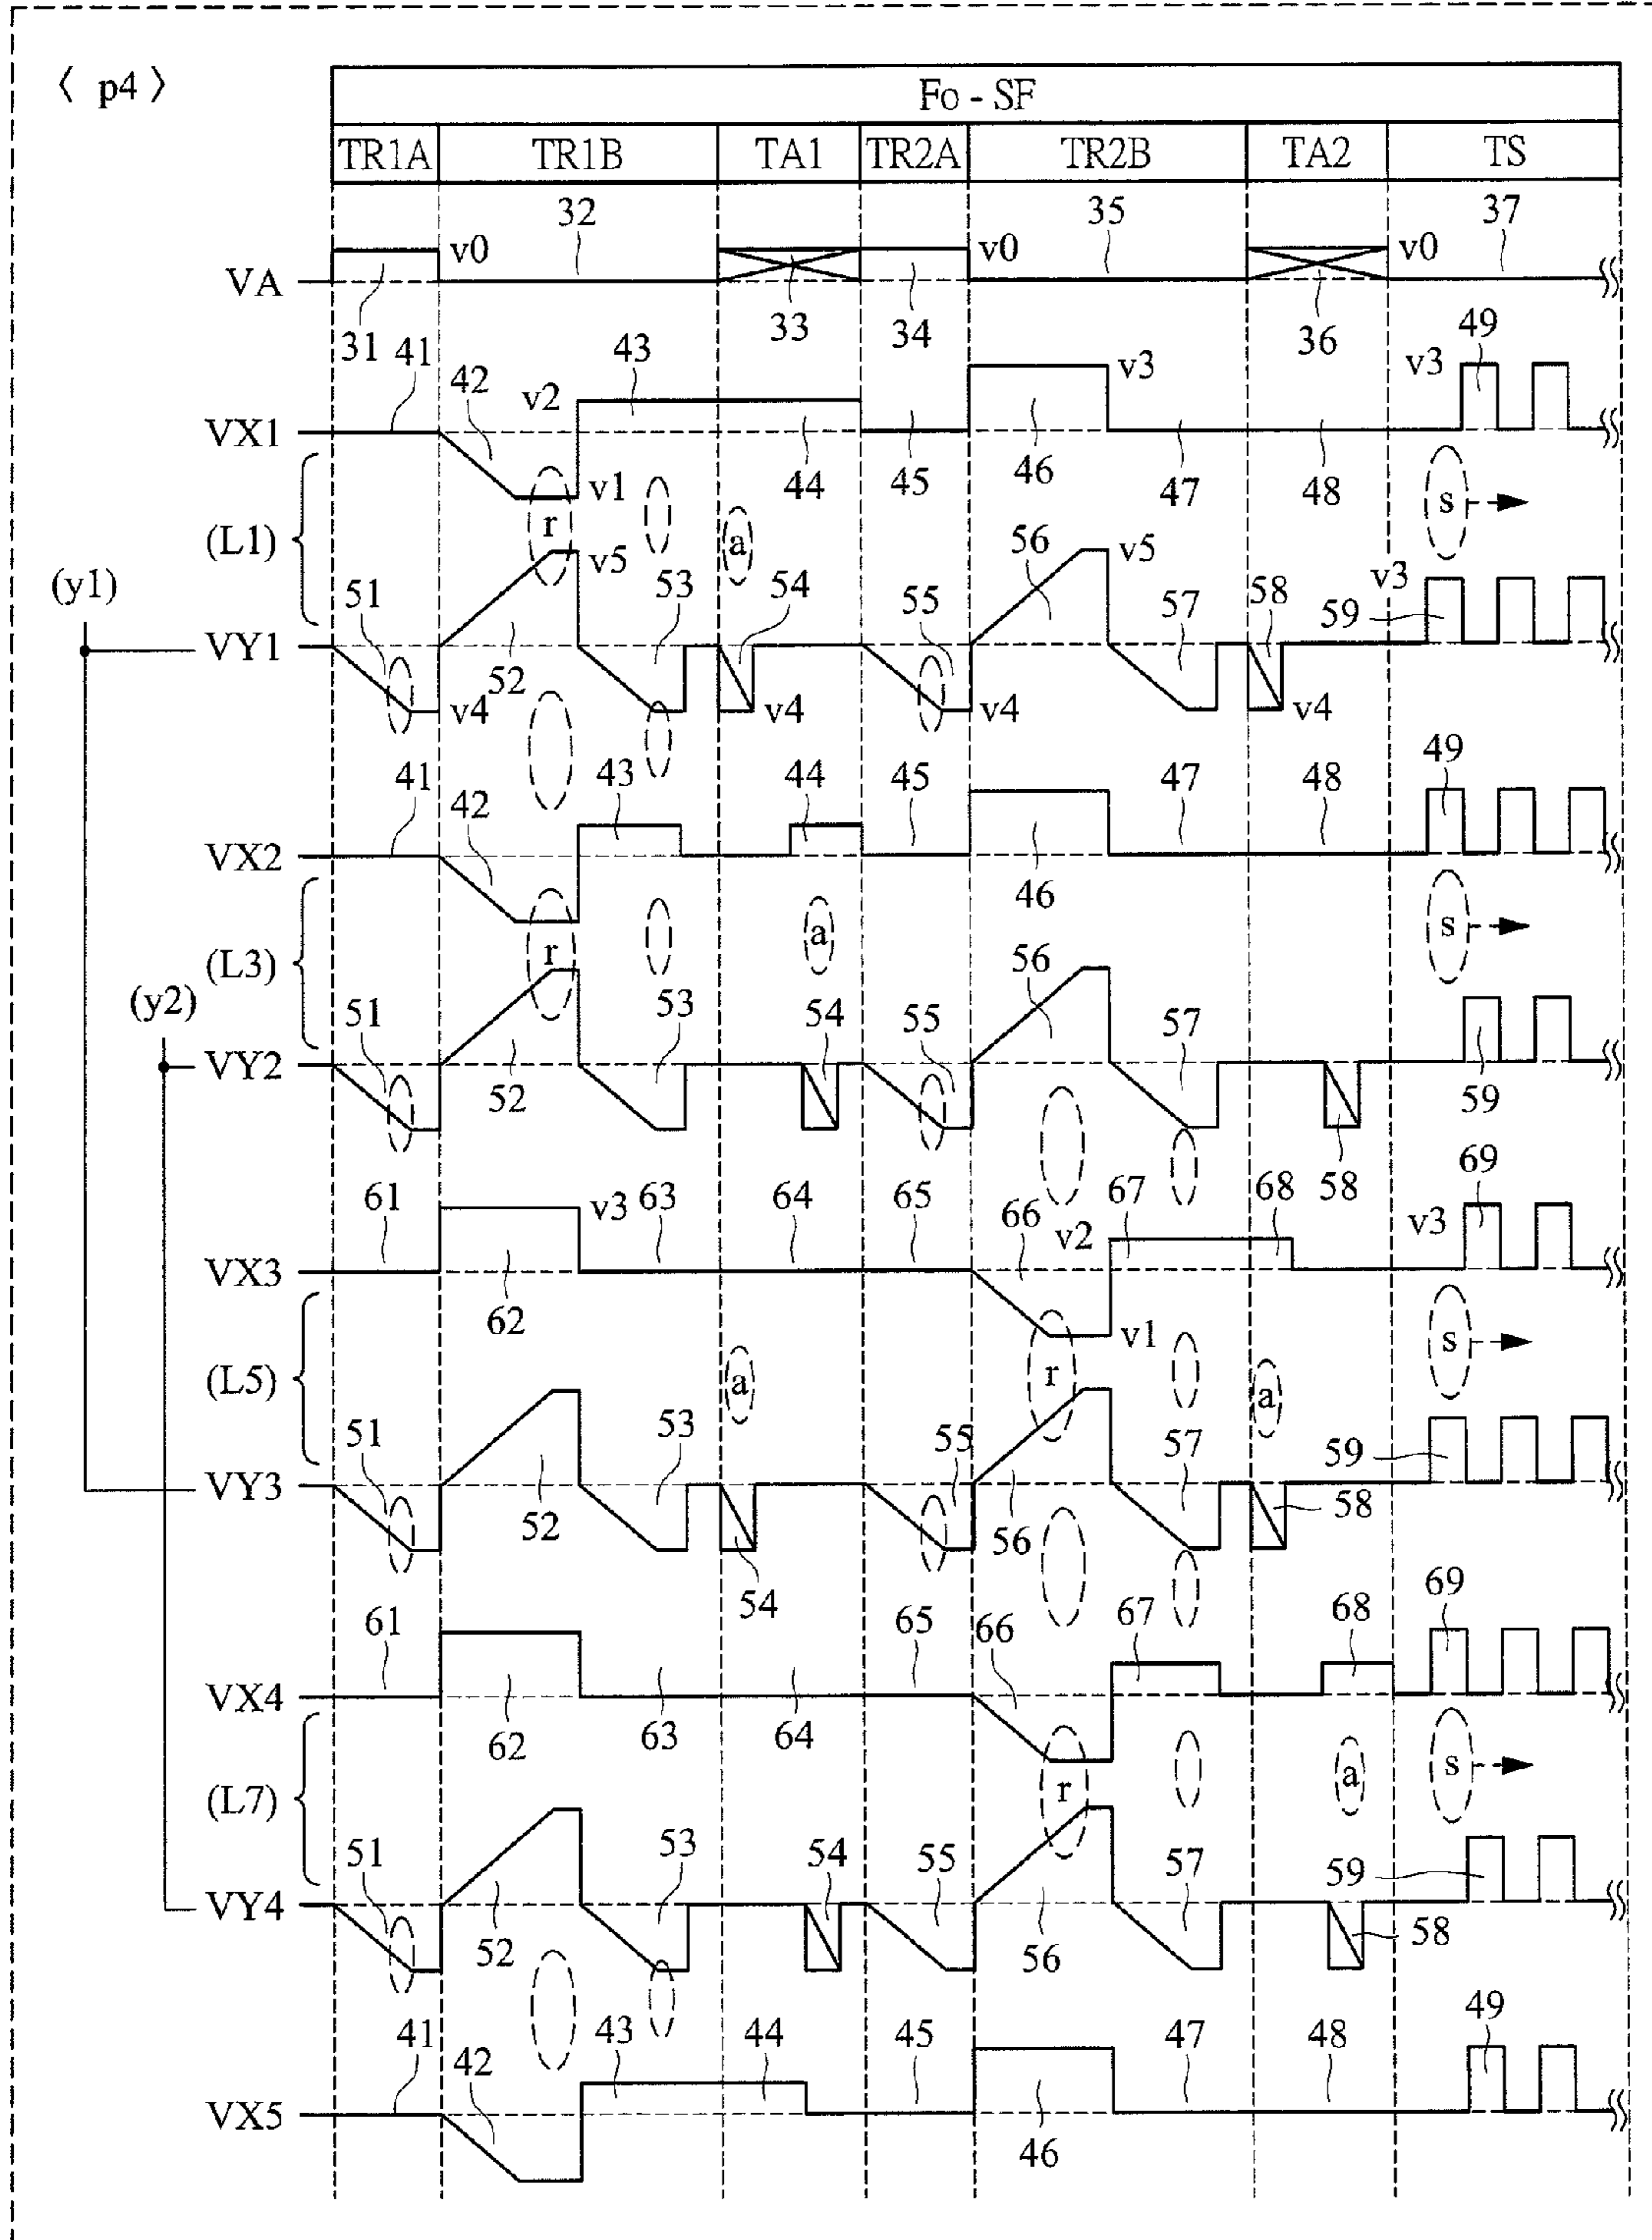 〈 p4 〉
Fo - SF
TR1A TR1B TA1 TR2A TR2B TA2 TS
32 35 37
v0 v0 v0
VA
31 41 43 33 34 36 49
42 v2 v3 v3
VX1
v1 44 45 46 47 48
(L1) r a s
56 v5
(y1) v5 53 54 55 57 58 v3
51 59
VY1
52
v4 v4 v4 v4
49
41 43 44 45 47 48
42
VX2
46
(L3) r a s
(y2) 56
51 53 54 55 57
VY2
52 59
58
61 v3 63 64 65 66 67 68 69
v2 v3
VX3
62
v1
(L5) a r a s
51 53 55 57 59
VY3
52 54 56 58
69
61 65 66 67 68
VX4
62 63 64
(L7) r a s
51 53 54 55 57 59
VY4
52 56 58
49
41 43 44 45 47 48
42
VX5
46